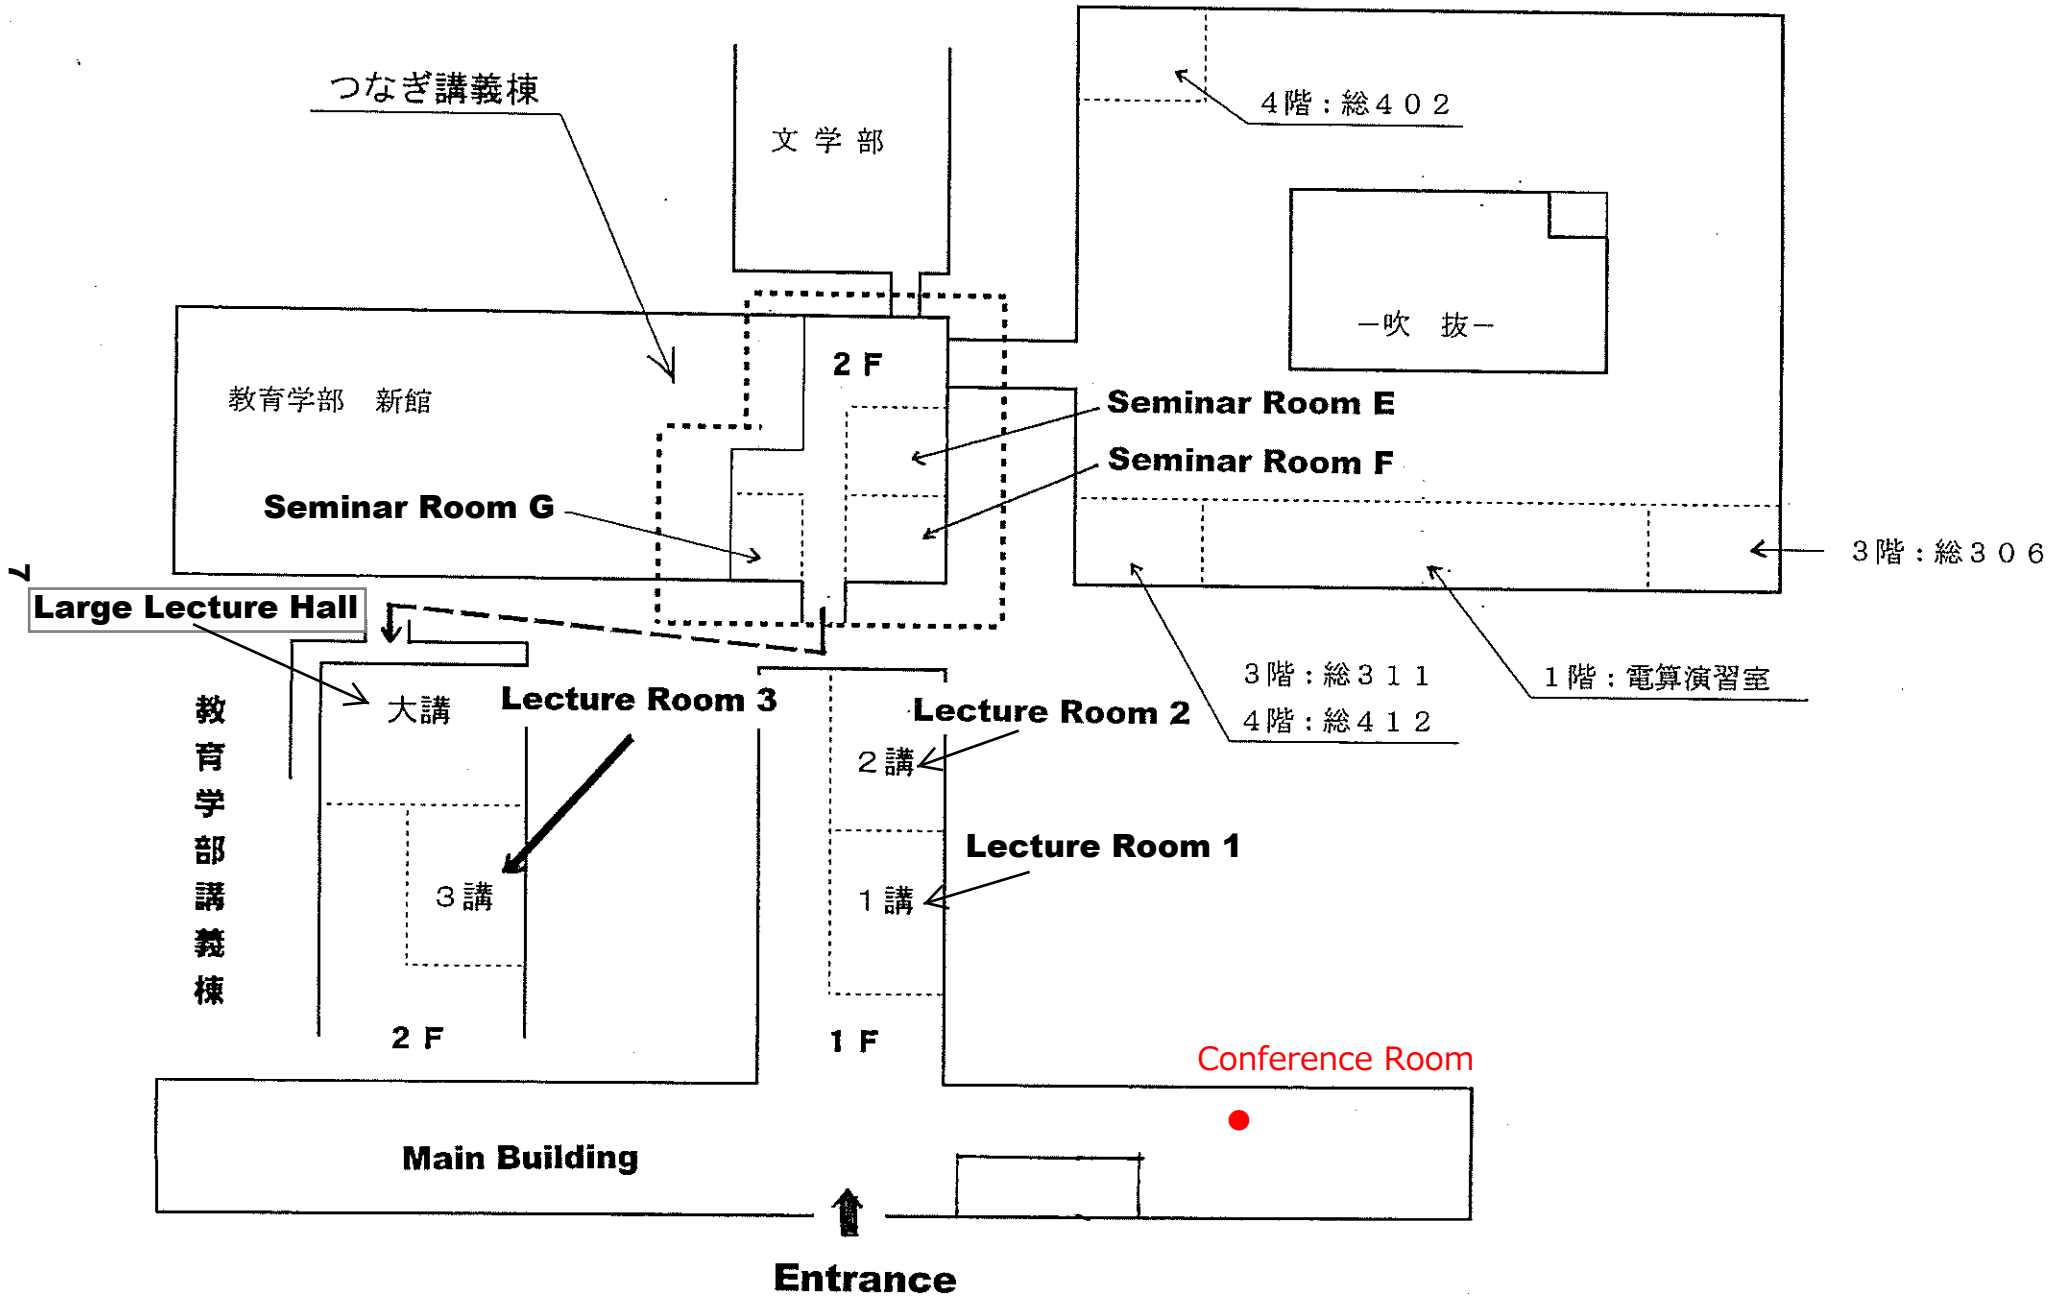 つなぎ講義棟
文学部
4階：総402
－吹 抜－
2F
教育学部 新館
Seminar Room E
Seminar Room F
Seminar Room G
3階：総306
7
Large Lecture Hall
3階：総311
4階：総412
1階：電算演習室
教育学部講義棟
大講
Lecture Room 3
Lecture Room 2
2講
Lecture Room 1
1講
3講
2F
1F
Conference Room
Main Building
Entrance